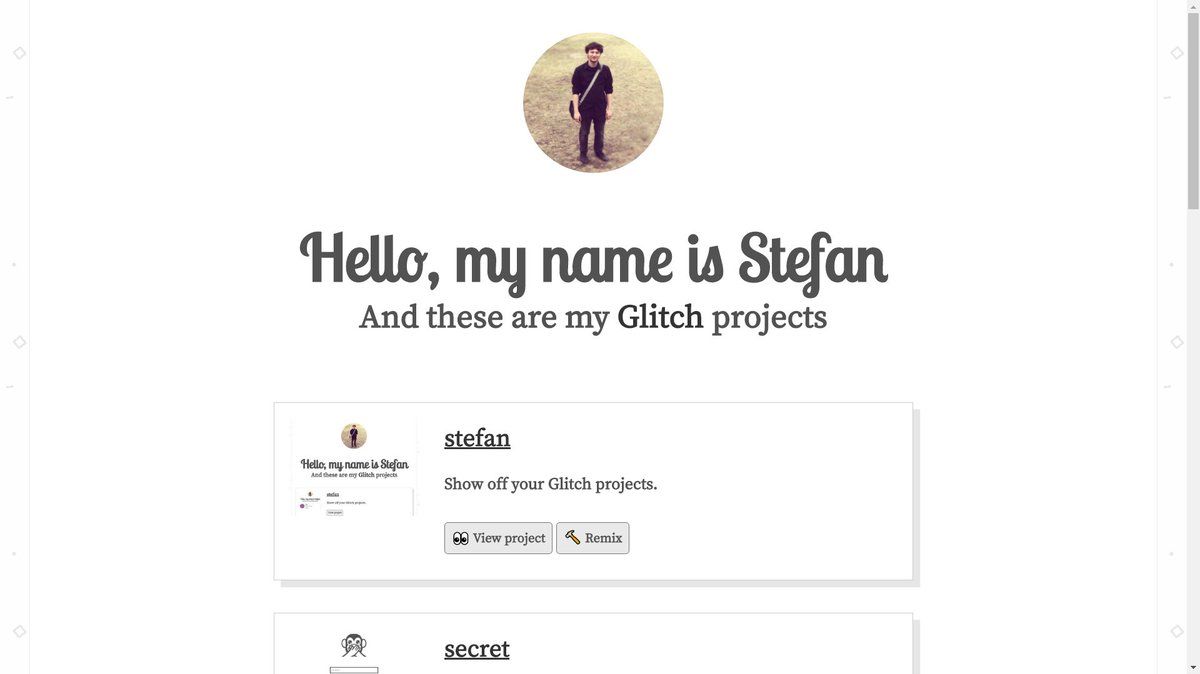 Hello, my name is Stefan
And these are my Glitch projects
stefan
Show off your Glitch projects.
View project
Remix
Hello, my name is Stefan
And these are my Glitch projects
stefan
Show off your Glitch projects.
View project
secret